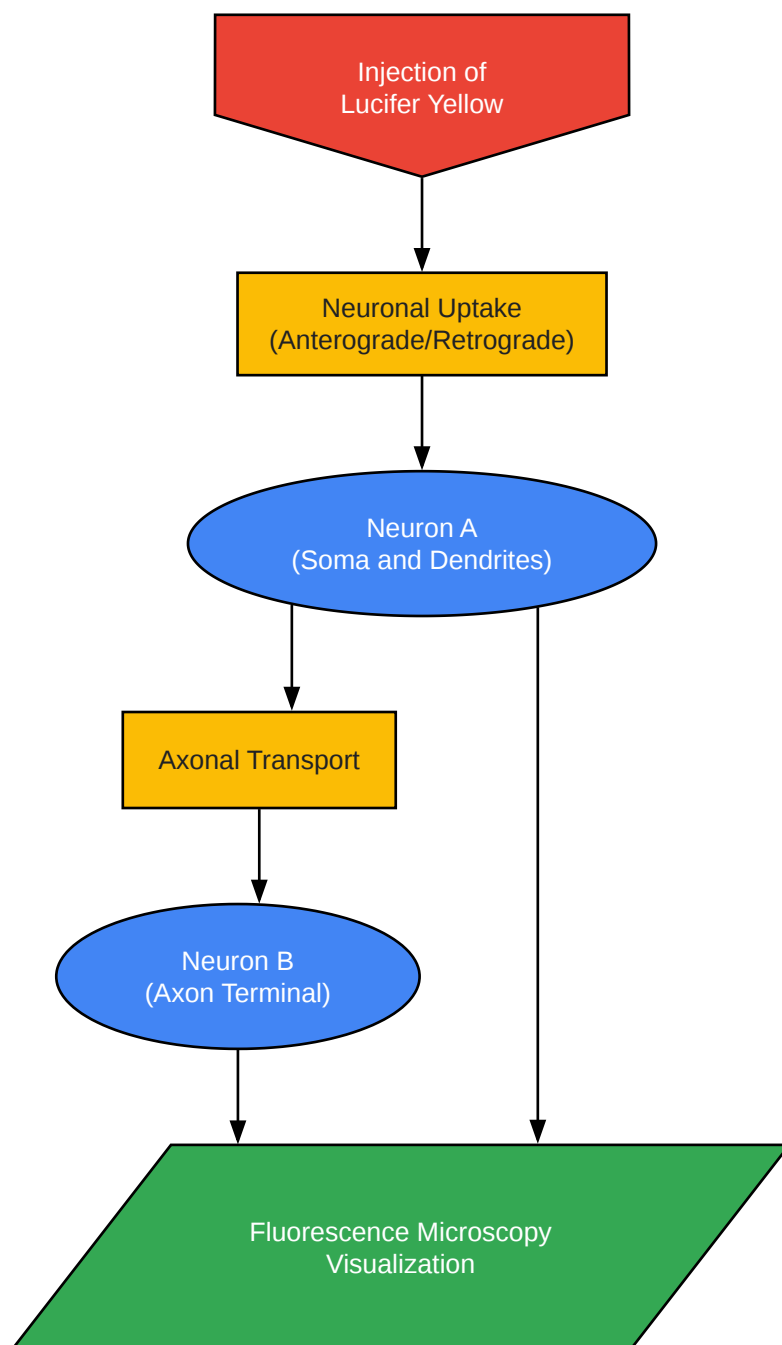 Injection of
Lucifer Yellow
Neuronal Uptake
(Anterograde/Retrograde)
Neuron A
(Soma and Dendrites)
Axonal Transport
Neuron B
(Axon Terminal)
Fluorescence Microscopy
Visualization